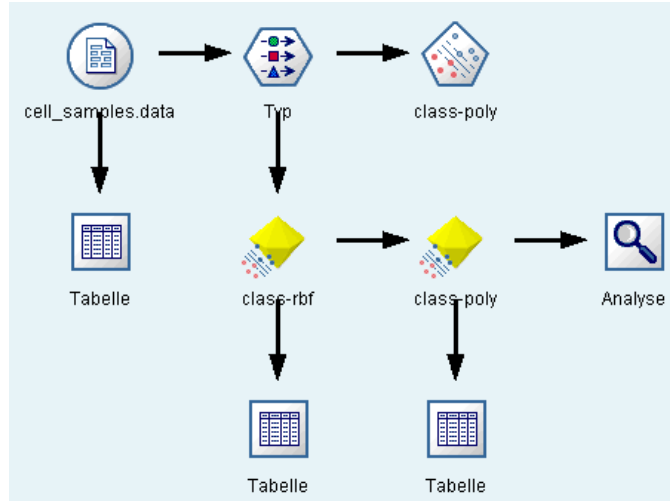 cell_samples.data
Typ
class-poly
Tabelle
class-rbf
class-poly
Analyse
Tabelle
Tabelle